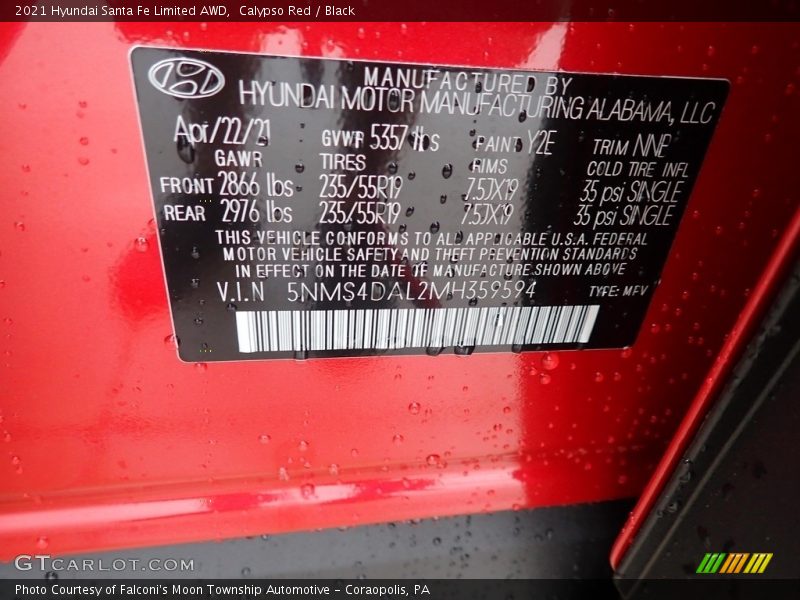 2021 Hyundai Santa Fe Limited AWD, Calypso Red / Black
MANUFACTURED BY
HYUNDAI MOTOR MANUFACTURING ALABAMA, LLC
Apr/22/21 GVWR 5357 lbs PAINT Y2E TRIM NNB
GAWR TIRES RIMS COLD TIRE INFL
FRONT 2866 lbs 235/55R19 7.5JX19 35 psi SINGLE
REAR 2976 lbs 235/55R19 7.5JX19 35 psi SINGLE
THIS VEHICLE CONFORMS TO ALL APPLICABLE U.S.A. FEDERAL
MOTOR VEHICLE SAFETY AND THEFT PREVENTION STANDARDS
IN EFFECT ON THE DATE OF MANUFACTURE SHOWN ABOVE
V.I.N 5NMS4DAL2MH359594 TYPE: MPV
GTCARLOT.COM
Photo Courtesy of Falconi's Moon Township Automotive - Coraopolis, PA